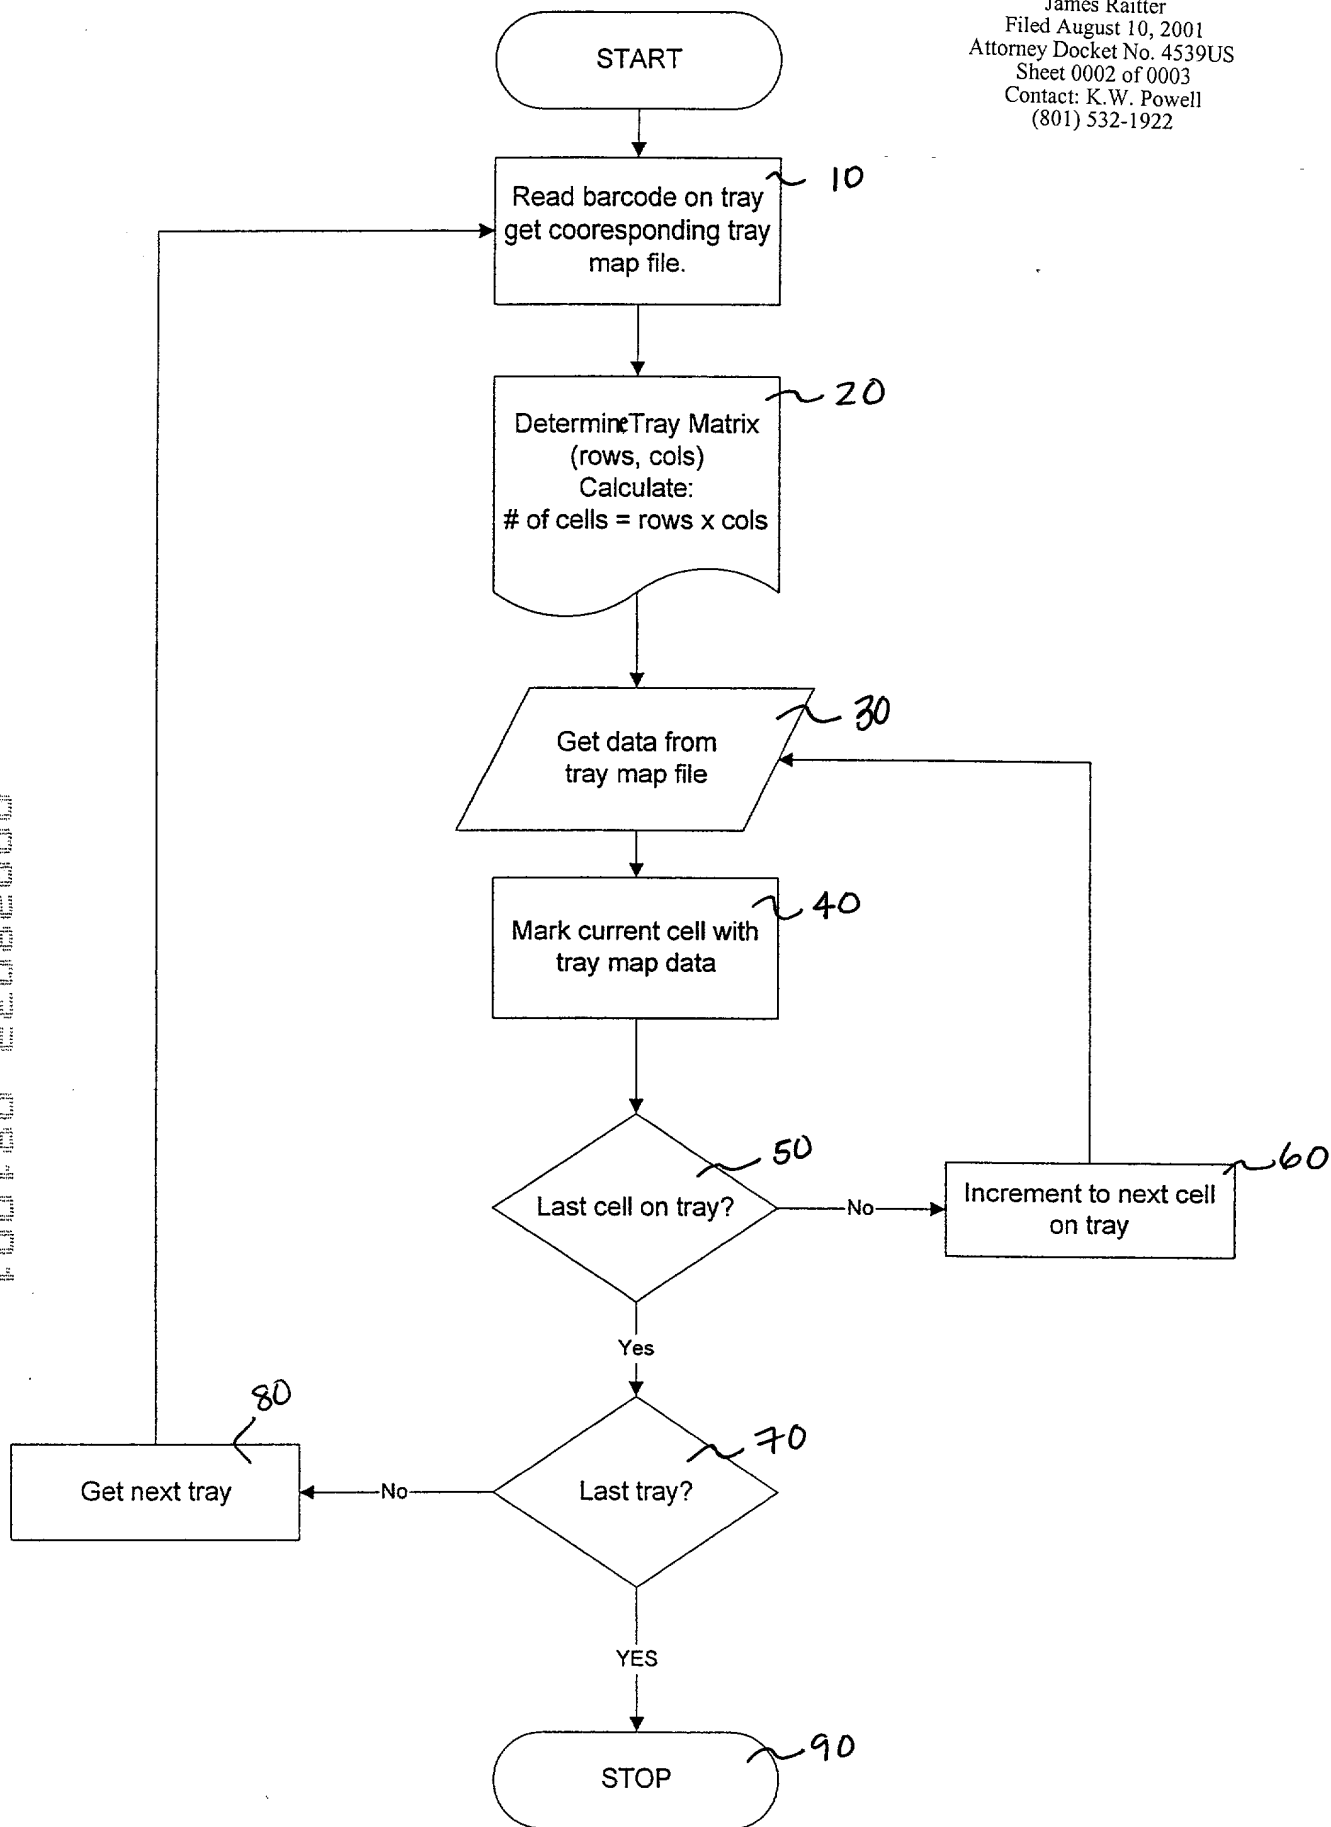 James Raitter
Filed August 10, 2001
Attorney Docket No. 4539US
Sheet 0002 of 0003
Contact: K.W. Powell
(801) 532-1922
START
10
Read barcode on tray
get cooresponding tray
map file.
20
Determine Tray Matrix
(rows, cols)
Calculate:
# of cells = rows x cols
30
Get data from
tray map file
40
Mark current cell with
tray map data
50
Last cell on tray?
No
60
Increment to next cell
on tray
Yes
80
Get next tray
No
70
Last tray?
YES
90
STOP